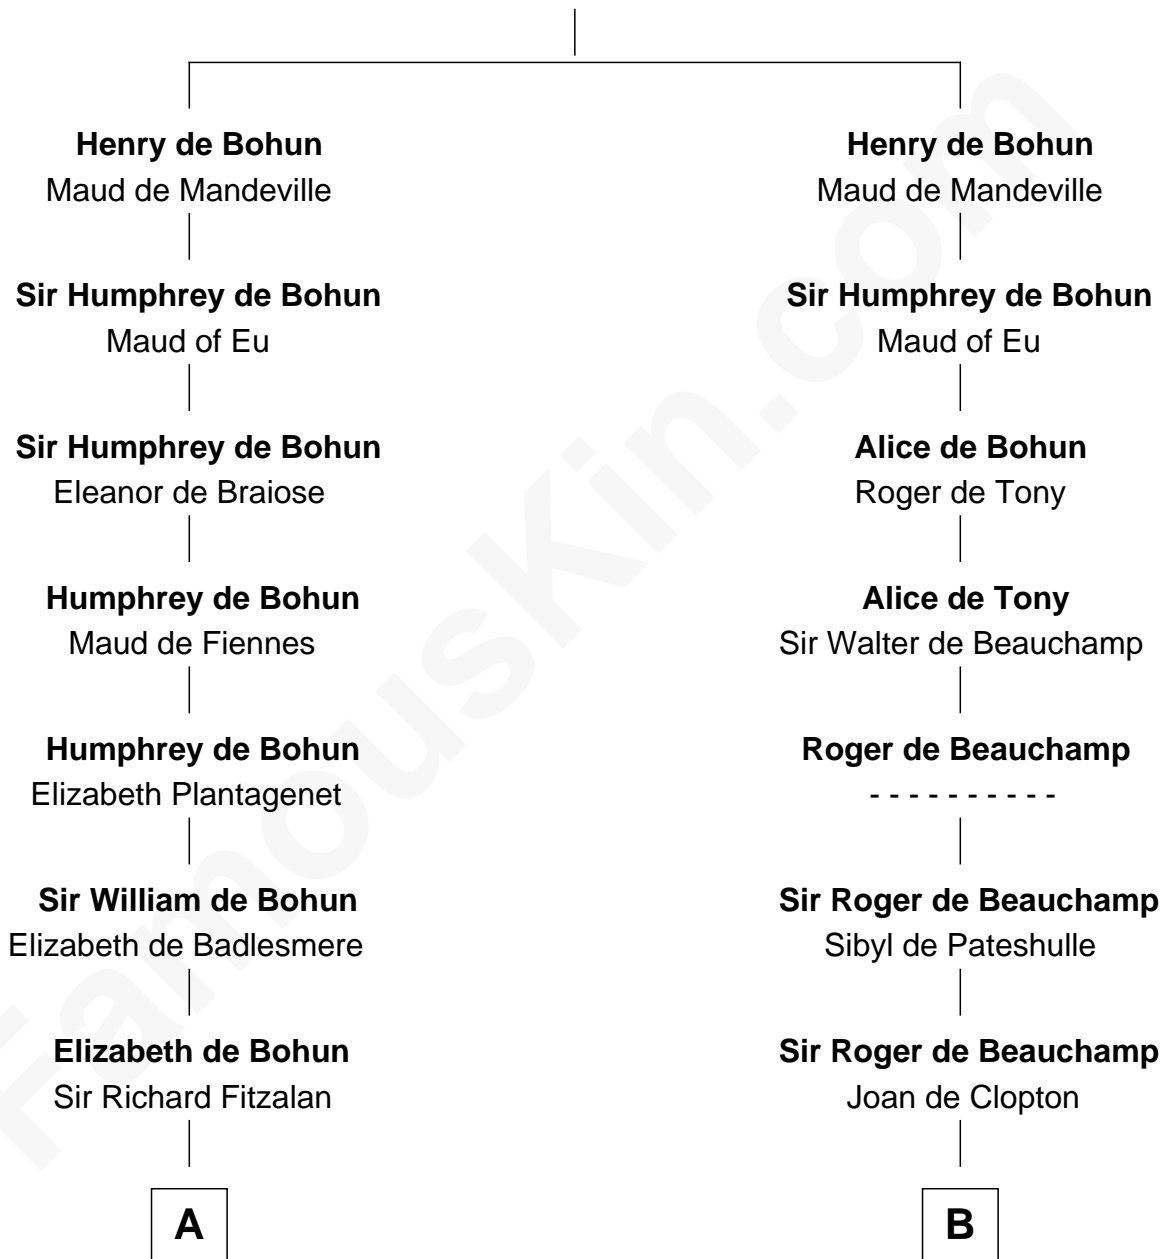 Henry de Bohun
Maud de Mandeville
Sir Humphrey de Bohun
Maud of Eu
Sir Humphrey de Bohun
Eleanor de Braiose
Humphrey de Bohun
Maud de Fiennes
Humphrey de Bohun
Elizabeth Plantagenet
Sir William de Bohun
Elizabeth de Badlesmere
Elizabeth de Bohun
Sir Richard Fitzalan
A
Henry de Bohun
Maud de Mandeville
Sir Humphrey de Bohun
Maud of Eu
Alice de Bohun
Roger de Tony
Alice de Tony
Sir Walter de Beauchamp
Roger de Beauchamp
- - - - - - - - - -
Sir Roger de Beauchamp
Sibyl de Pateshulle
Sir Roger de Beauchamp
Joan de Clopton
B
FamousKin.com